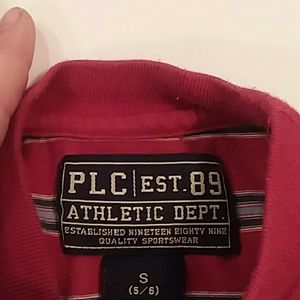 PLC | EST. 89
ATHLETIC DEPT.
ESTABLISHED NINETEEN EIGHTY NINE
QUALITY SPORTSWEAR
S
(5/6)